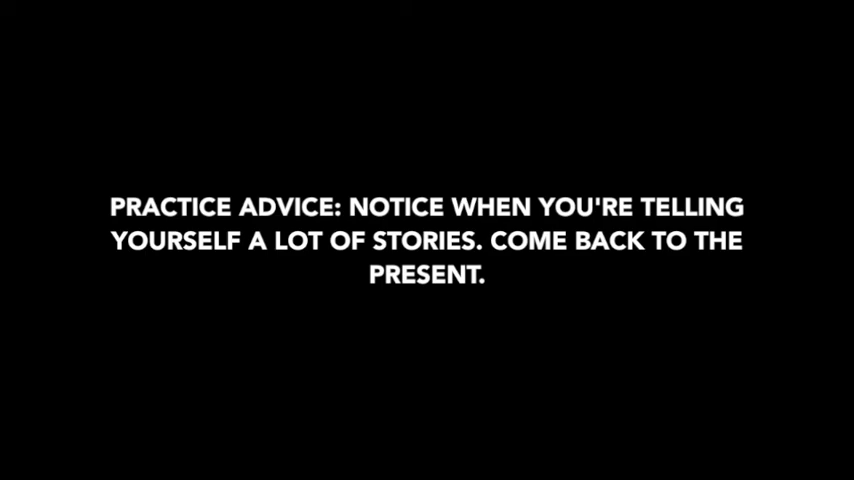 PRACTICE ADVICE: NOTICE WHEN YOU'RE TELLING
YOURSELF A LOT OF STORIES. COME BACK TO THE
PRESENT.